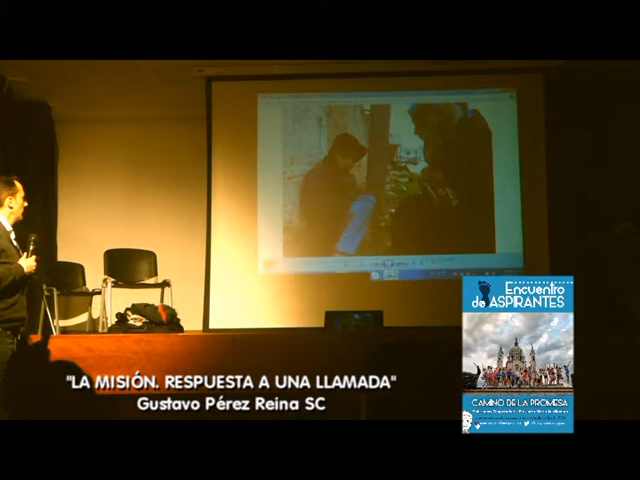 Encuentro
de ASPIRANTES
CAMINO DE LA PROMESA
"LA MISIÓN. RESPUESTA A UNA LLAMADA"
Gustavo Pérez Reina SC